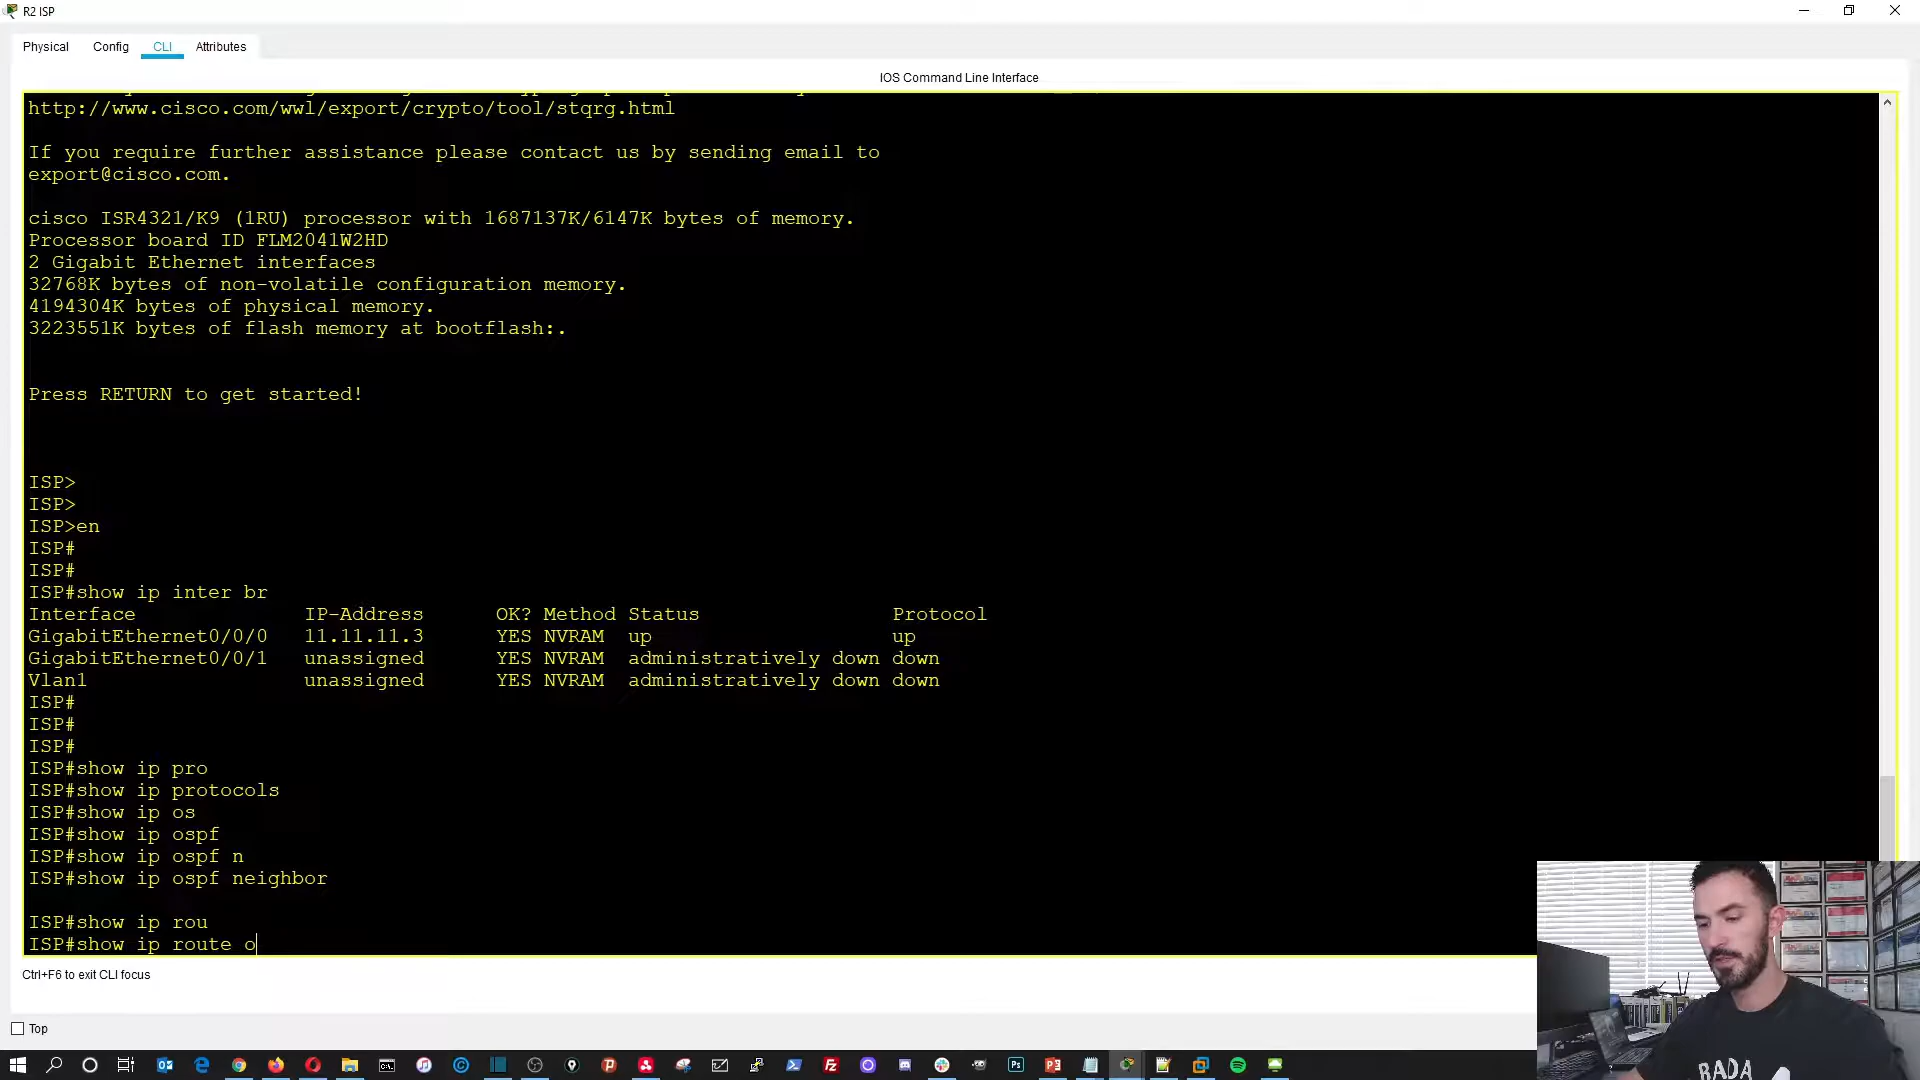 R2 ISP
Physical
Config
CLI
Attributes
IOS Command Line Interface
http://www.cisco.com/wwl/export/crypto/tool/stqrg.html
If you require further assistance please contact us by sending email to
export@cisco.com.
cisco ISR4321/K9 (1RU) processor with 1687137K/6147K bytes of memory.
Processor board ID FLM2041W2HD
2 Gigabit Ethernet interfaces
32768K bytes of non-volatile configuration memory.
4194304K bytes of physical memory.
3223551K bytes of flash memory at bootflash:.
Press RETURN to get started!
ISP>
ISP>
ISP>en
ISP#
ISP#
ISP#show ip inter br
Interface IP-Address OK? Method Status Protocol
GigabitEthernet0/0/0 11.11.11.3 YES NVRAM up up
GigabitEthernet0/0/1 unassigned YES NVRAM administratively down down
Vlan1 unassigned YES NVRAM administratively down down
ISP#
ISP#
ISP#
ISP#show ip pro
ISP#show ip protocols
ISP#show ip os
ISP#show ip ospf
ISP#show ip ospf n
ISP#show ip ospf neighbor
ISP#show ip rou
ISP#show ip route o
Ctrl+F6 to exit CLI focus
Top
BADA